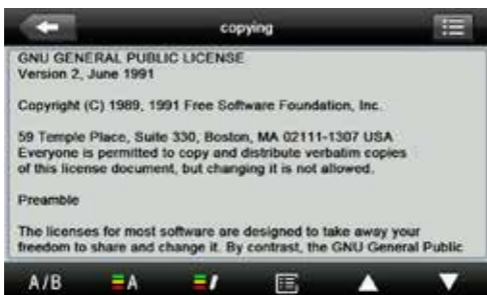 copying
GNU GENERAL PUBLIC LICENSE
Version 2, June 1991
Copyright (C) 1989, 1991 Free Software Foundation, Inc.
59 Temple Place, Suite 330, Boston, MA 02111-1307 USA
Everyone is permitted to copy and distribute verbatim copies
of this license document, but changing it is not allowed.
Preamble
The licenses for most software are designed to take away your
freedom to share and change it. By contrast, the GNU General Public
A/B A